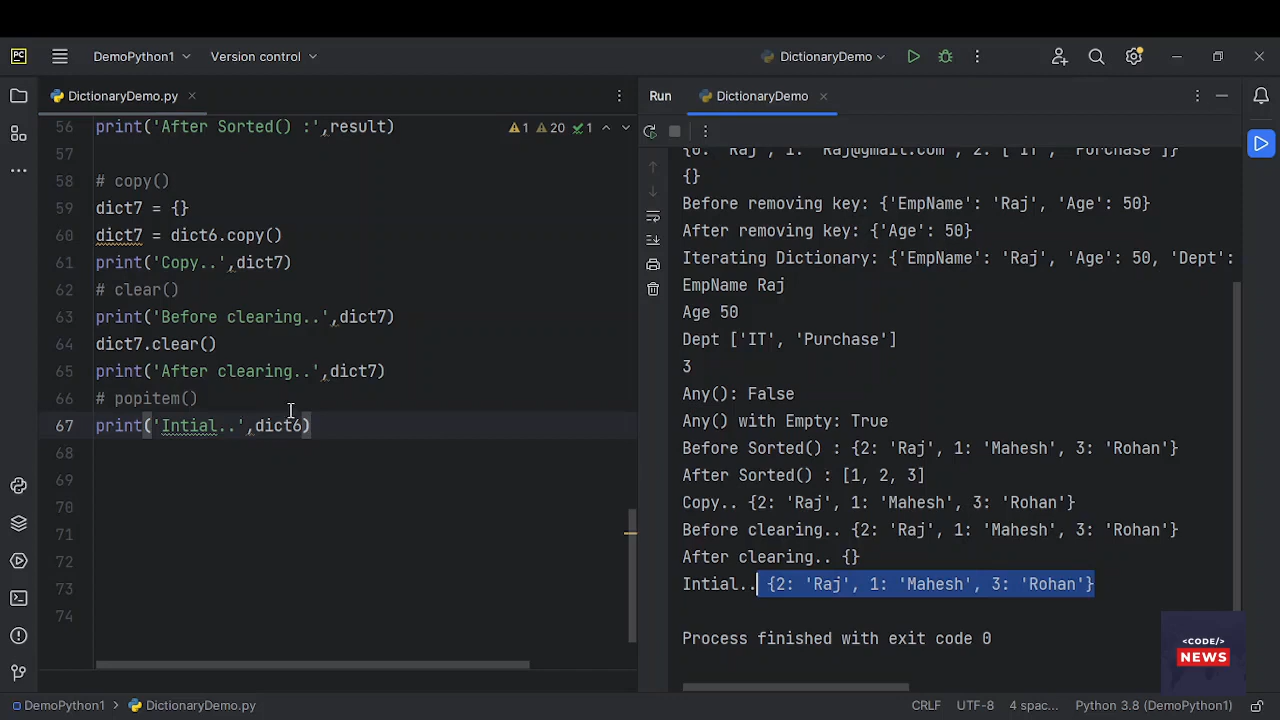 PC DemoPython1 Version control DictionaryDemo
DictionaryDemo.py
Run DictionaryDemo
56 print('After Sorted() :',result)
1 20 1
57
58 # copy()
59 dict7 = {}
60 dict7 = dict6.copy()
61 print('Copy..',dict7)
62 # clear()
63 print('Before clearing..',dict7)
64 dict7.clear()
65 print('After clearing..',dict7)
66 # popitem()
67 print('Intial..',dict6)
68
69
70
71
72
73
74
{0: 'Raj', 1: 'Raj@gmail.com', 2: ['IT', 'Purchase']}
{}
Before removing key: {'EmpName': 'Raj', 'Age': 50}
After removing key: {'Age': 50}
Iterating Dictionary: {'EmpName': 'Raj', 'Age': 50, 'Dept':
EmpName Raj
Age 50
Dept ['IT', 'Purchase']
3
Any(): False
Any() with Empty: True
Before Sorted() : {2: 'Raj', 1: 'Mahesh', 3: 'Rohan'}
After Sorted() : [1, 2, 3]
Copy.. {2: 'Raj', 1: 'Mahesh', 3: 'Rohan'}
Before clearing.. {2: 'Raj', 1: 'Mahesh', 3: 'Rohan'}
After clearing.. {}
Intial.. {2: 'Raj', 1: 'Mahesh', 3: 'Rohan'}
Process finished with exit code 0
<CODE/>
NEWS
DemoPython1 > DictionaryDemo.py
CRLF UTF-8 4 spac... Python 3.8 (DemoPython1)